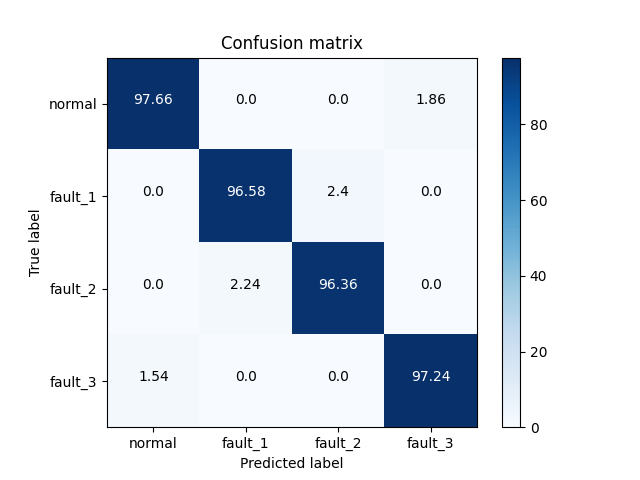 Confusion matrix
normal 97.66 0.0 0.0 1.86
fault_1 0.0 96.58 2.4 0.0
fault_2 0.0 2.24 96.36 0.0
fault_3 1.54 0.0 0.0 97.24
normal fault_1 fault_2 fault_3
Predicted label
True label
80
60
40
20
0